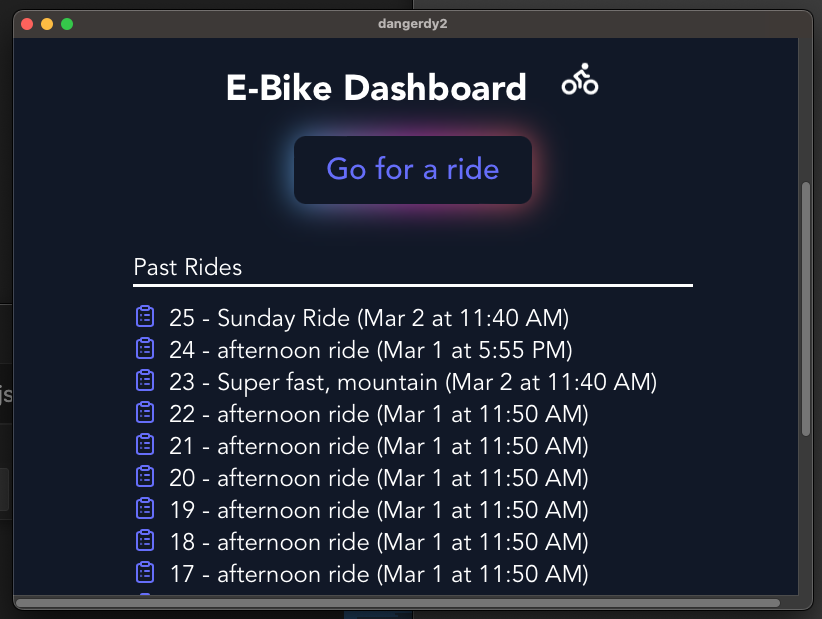 dangerdy2
E-Bike Dashboard
Go for a ride
Past Rides
25 - Sunday Ride (Mar 2 at 11:40 AM)
24 - afternoon ride (Mar 1 at 5:55 PM)
23 - Super fast, mountain (Mar 2 at 11:40 AM)
22 - afternoon ride (Mar 1 at 11:50 AM)
21 - afternoon ride (Mar 1 at 11:50 AM)
20 - afternoon ride (Mar 1 at 11:50 AM)
19 - afternoon ride (Mar 1 at 11:50 AM)
18 - afternoon ride (Mar 1 at 11:50 AM)
17 - afternoon ride (Mar 1 at 11:50 AM)
js